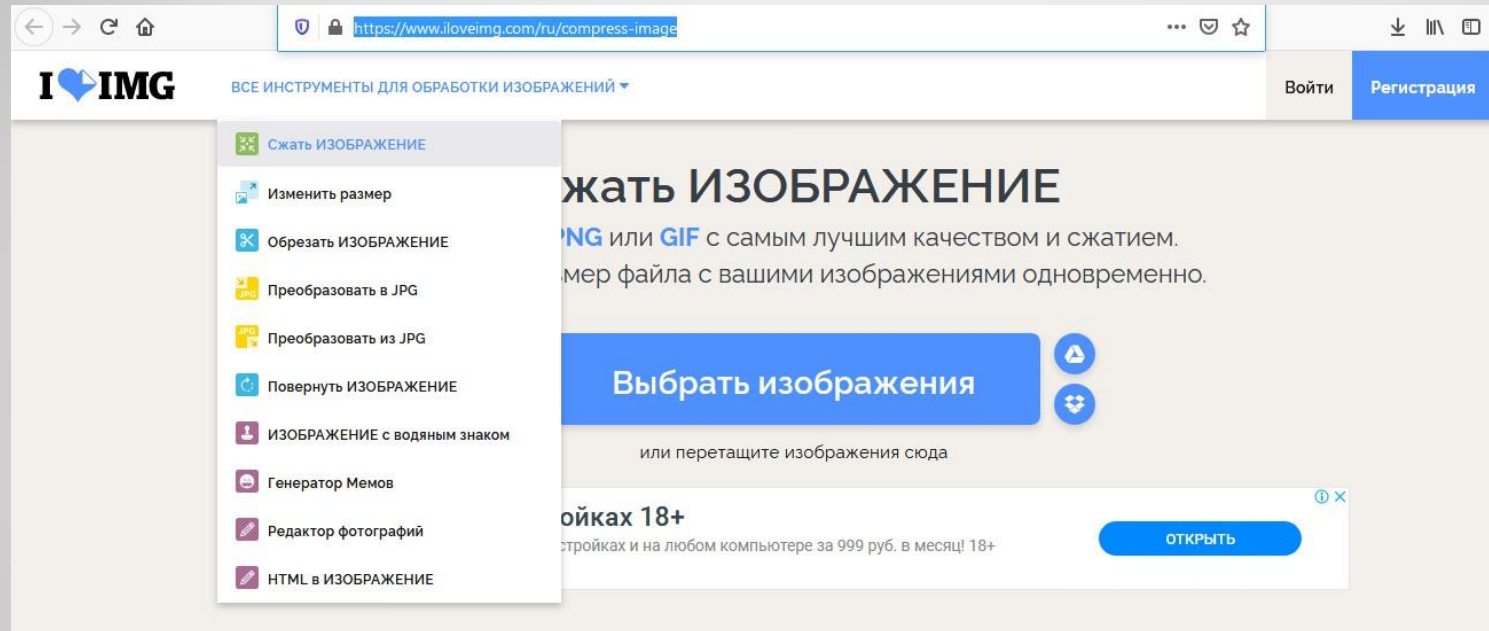 https://www.iloveimg.com/ru/compress-image
I IMG
ВСЕ ИНСТРУМЕНТЫ ДЛЯ ОБРАБОТКИ ИЗОБРАЖЕНИЙ
Войти
Регистрация
Сжать ИЗОБРАЖЕНИЕ
Изменить размер
Обрезать ИЗОБРАЖЕНИЕ
Преобразовать в JPG
Преобразовать из JPG
Повернуть ИЗОБРАЖЕНИЕ
ИЗОБРАЖЕНИЕ с водяным знаком
Генератор Мемов
Редактор фотографий
HTML в ИЗОБРАЖЕНИЕ
жать ИЗОБРАЖЕНИЕ
PNG или GIF с самым лучшим качеством и сжатием.
мер файла с вашими изображениями одновременно.
Выбрать изображения
или перетащите изображения сюда
ойках 18+
стройках и на любом компьютере за 999 руб. в месяц! 18+
ОТКРЫТЬ